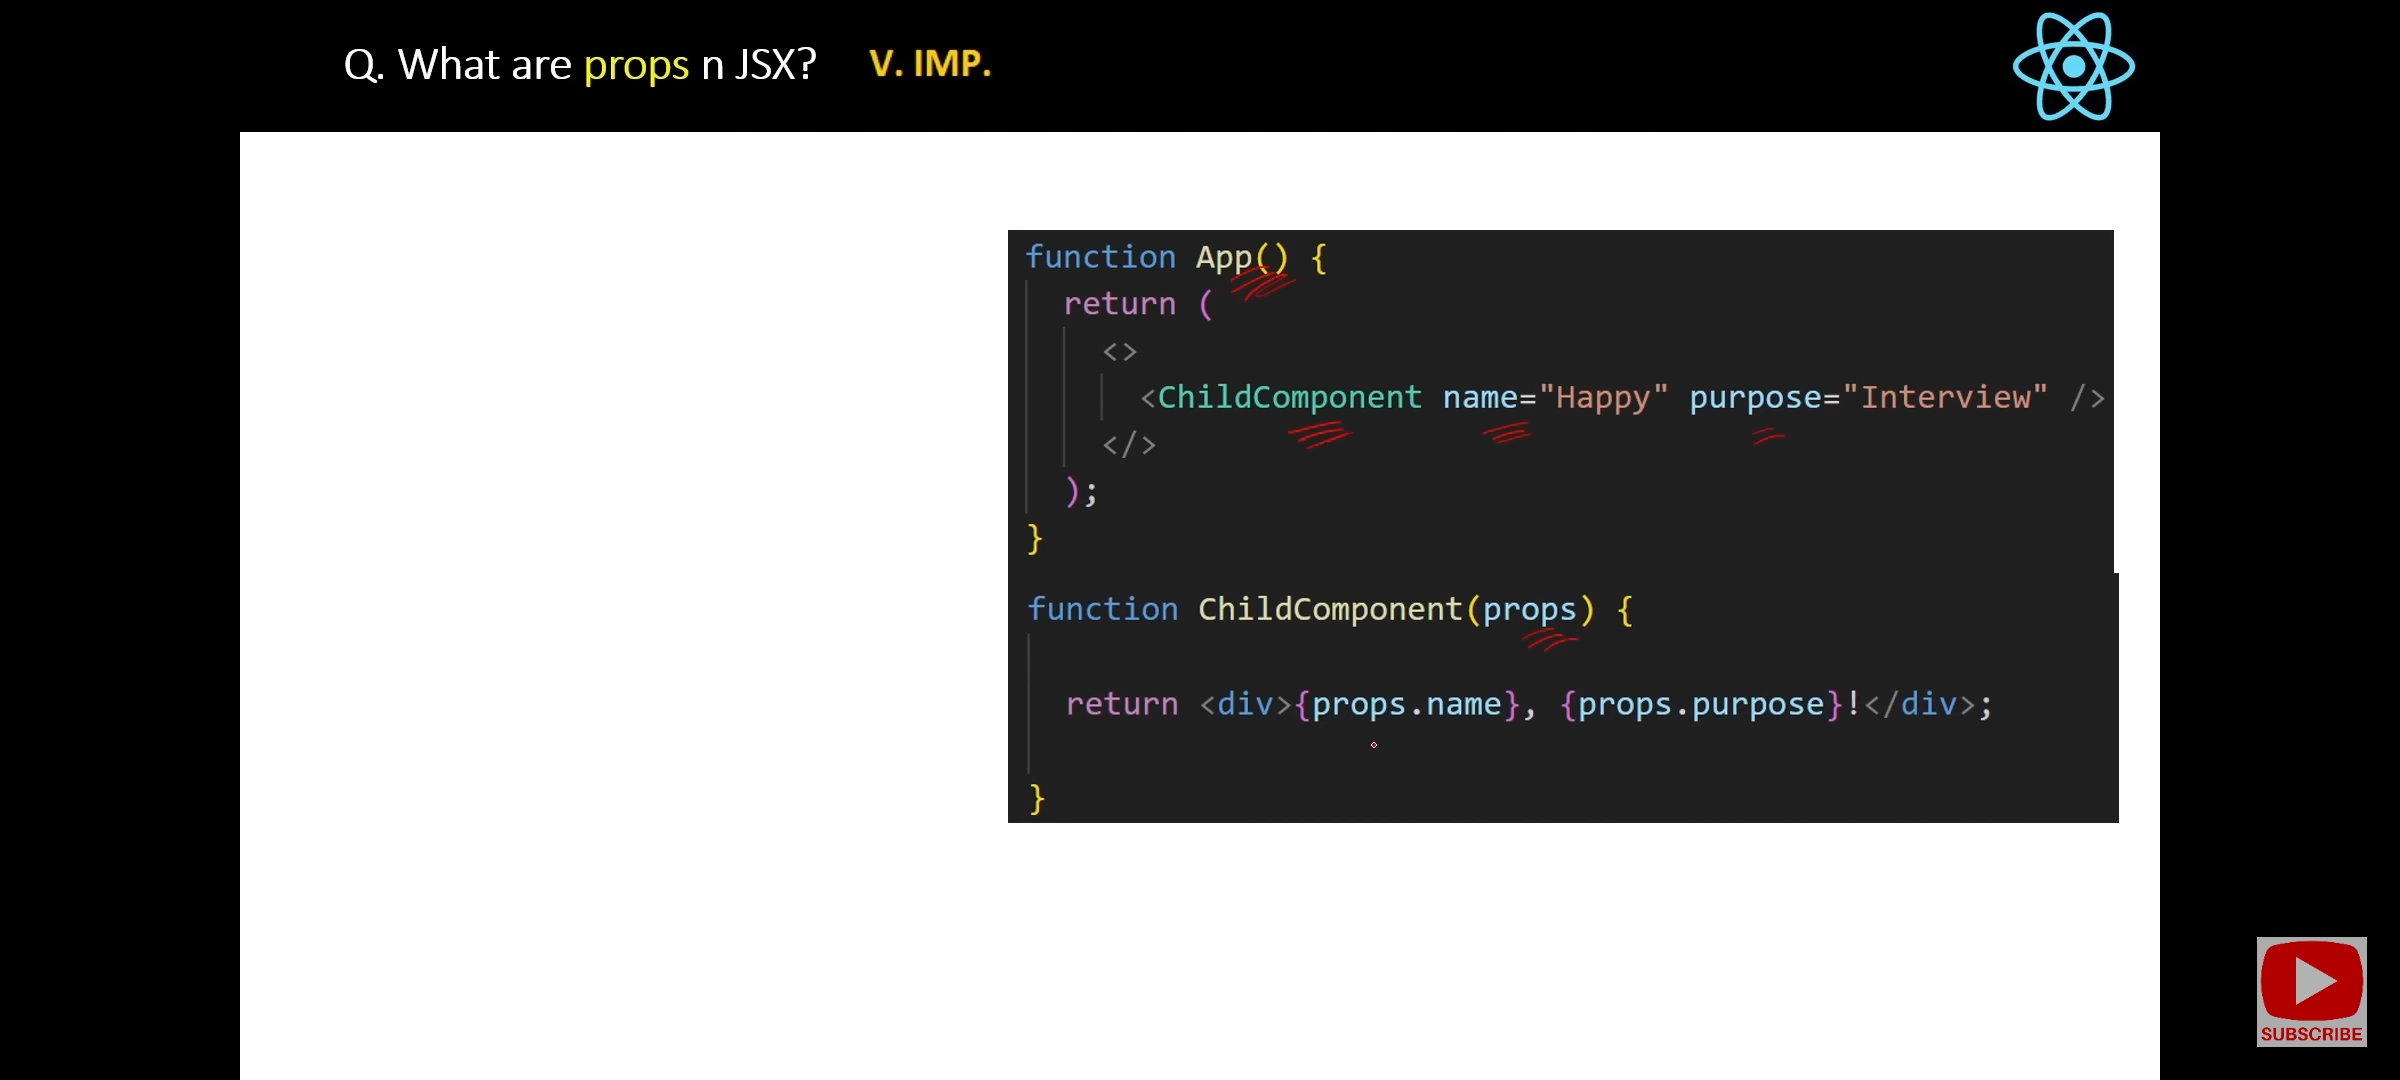 Q. What are props n JSX? V. IMP.
function App() {
return (
<>
<ChildComponent name="Happy" purpose="Interview" />
</>
);
}
function ChildComponent(props) {
return <div>{props.name}, {props.purpose}!</div>;
}
SUBSCRIBE